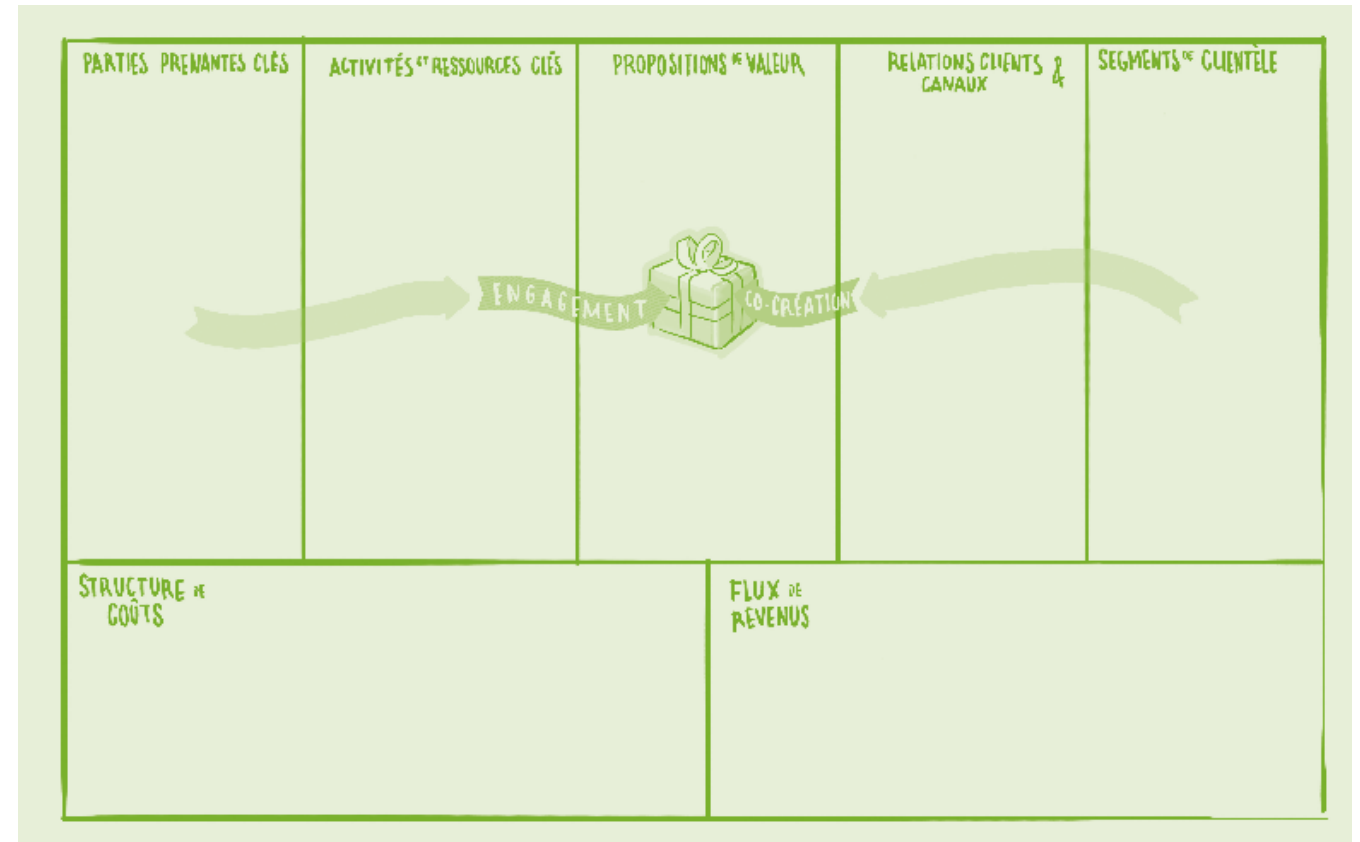 PARTIES PRENANTES CLÉS
ACTIVITÉS ET RESSOURCES CLÉS
PROPOSITIONS DE VALEUR
RELATIONS CLIENTS &
CANAUX
SEGMENTS DE CLIENTÈLE
ENGAGEMENT
CO-CRÉATION
STRUCTURE DE
COÛTS
FLUX DE
REVENUS